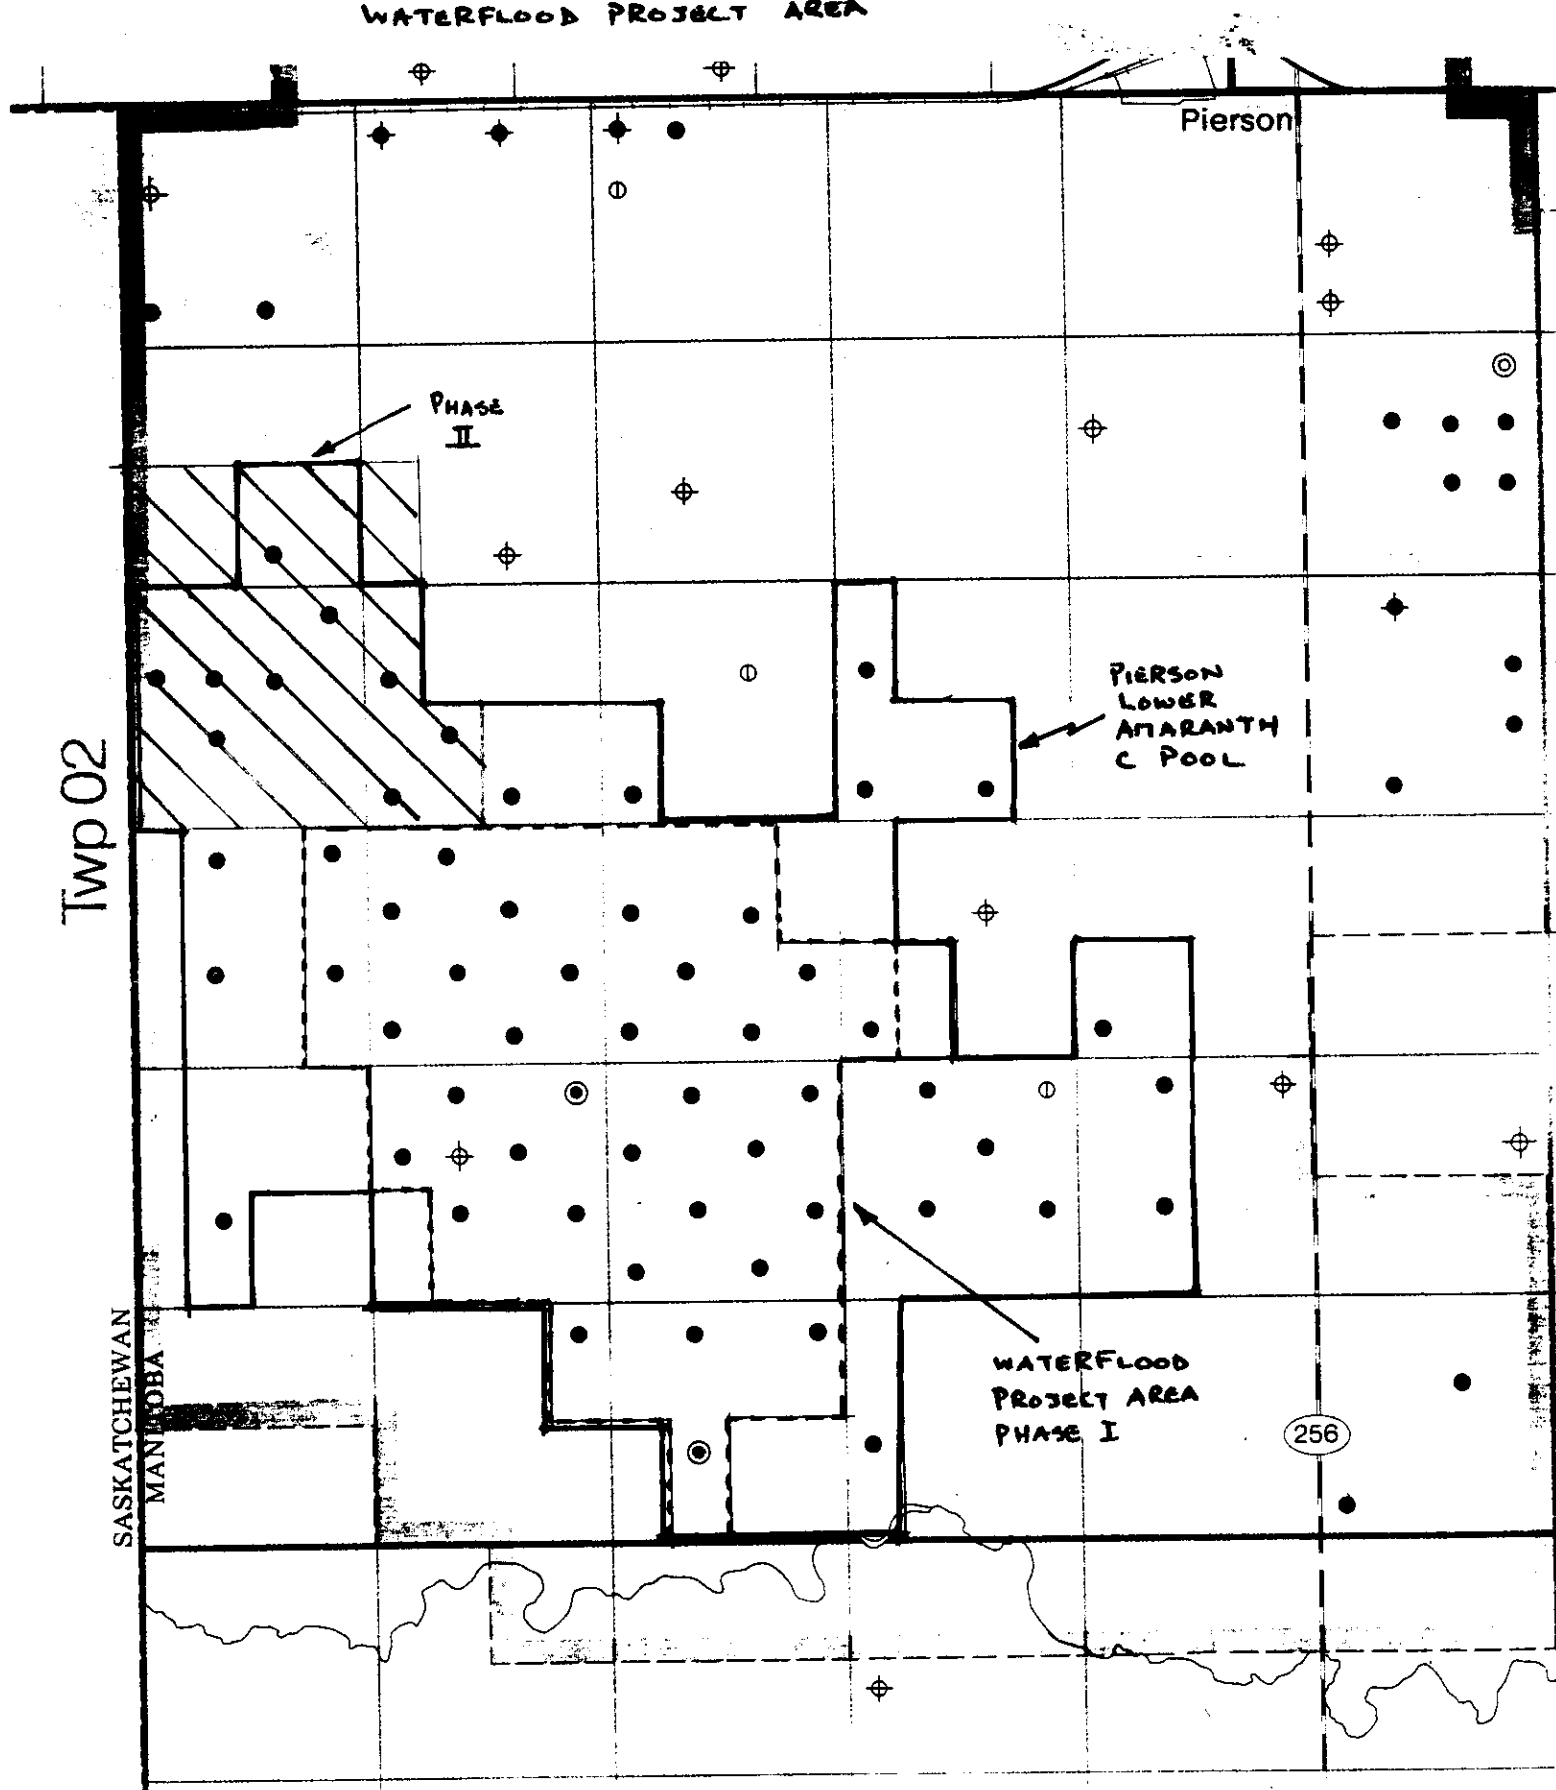 WATERFLOOD PROJECT AREA
Pierson
PHASE
II
PIERSON
LOWER
AMARANTH
C POOL
Twp 02
WATERFLOOD
PROJECT AREA
PHASE I
256
SASKATCHEWAN
MANITOBA